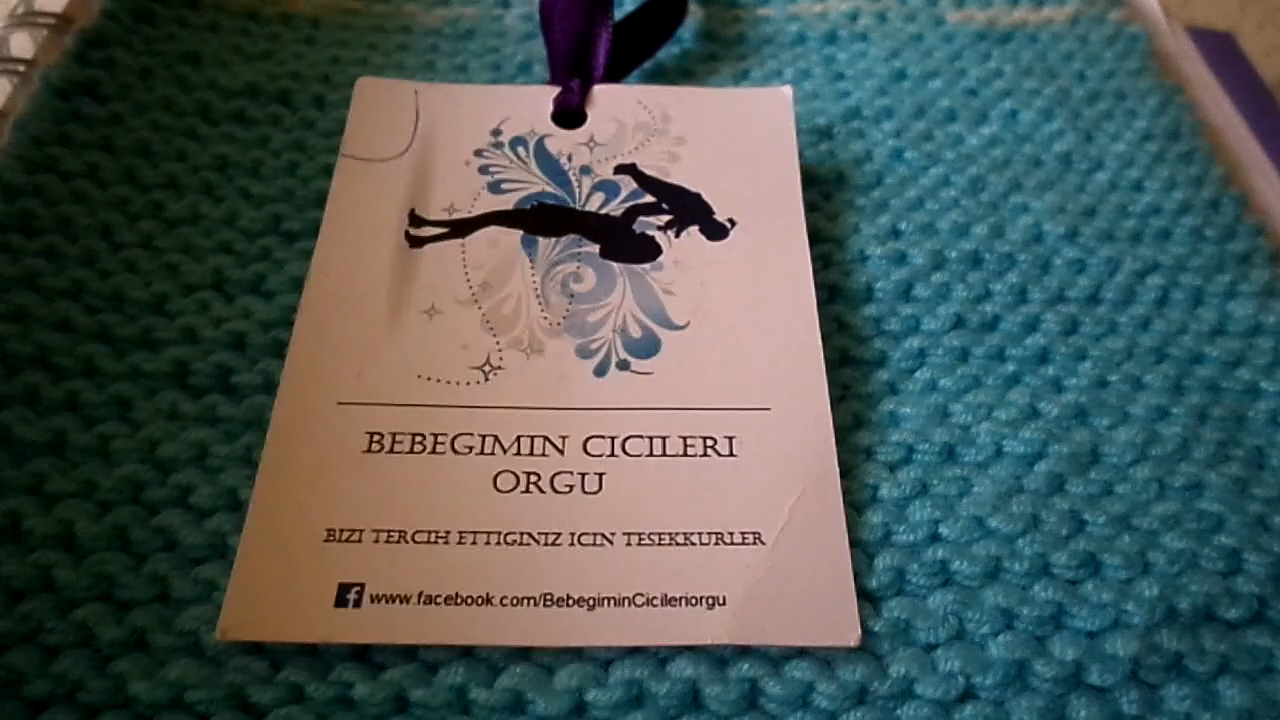 BEBEGIMIN CICILERI
ORGU
BIZI TERCIH ETTIGINIZ ICIN TESEKKURLER
f www.facebook.com/BebegiminCicileriorgu